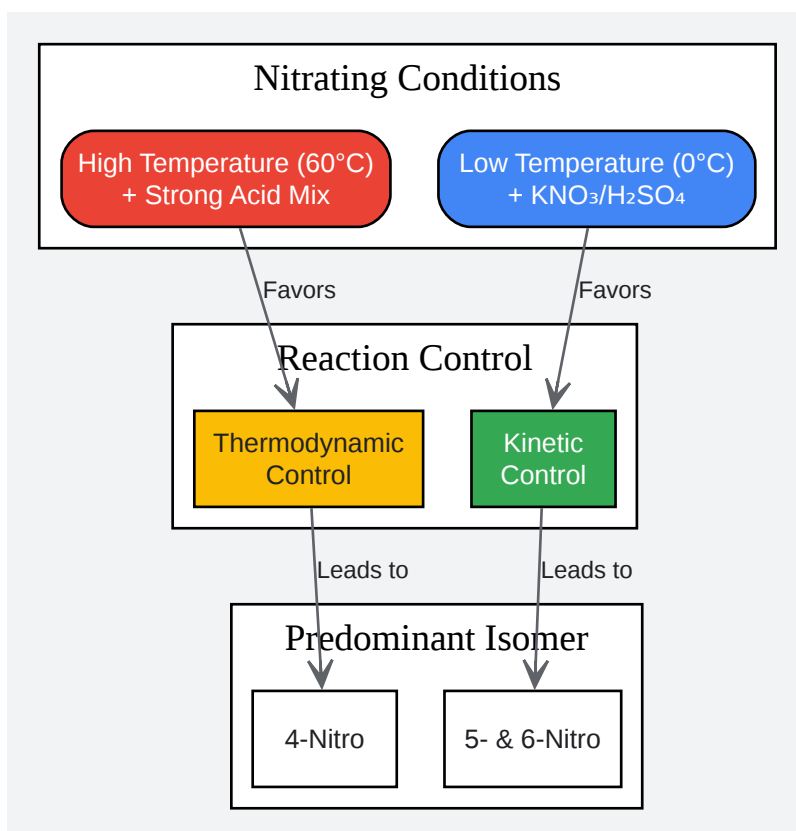 Nitrating Conditions
High Temperature (60°C)
+ Strong Acid Mix
Low Temperature (0°C)
+ KNO₃/H₂SO₄
Favors
Favors
Reaction Control
Thermodynamic
Control
Kinetic
Control
Leads to
Leads to
Predominant Isomer
4-Nitro
5- & 6-Nitro